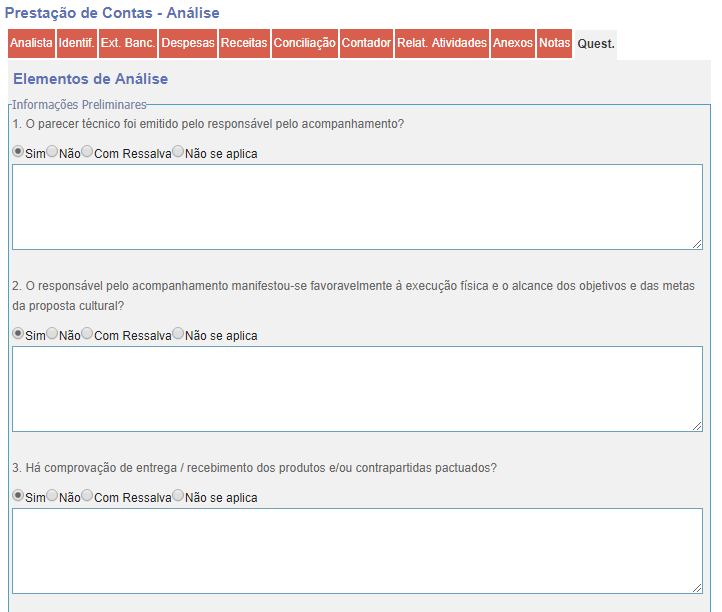 Prestação de Contas - Análise
Analista Identif. Ext. Banc. Despesas Receitas Conciliação Contador Relat. Atividades Anexos Notas Quest.
Elementos de Análise
Informações Preliminares
1. O parecer técnico foi emitido pelo responsável pelo acompanhamento?
Sim Não Com Ressalva Não se aplica
2. O responsável pelo acompanhamento manifestou-se favoravelmente à execução física e o alcance dos objetivos e das metas
da proposta cultural?
Sim Não Com Ressalva Não se aplica
3. Há comprovação de entrega / recebimento dos produtos e/ou contrapartidas pactuados?
Sim Não Com Ressalva Não se aplica